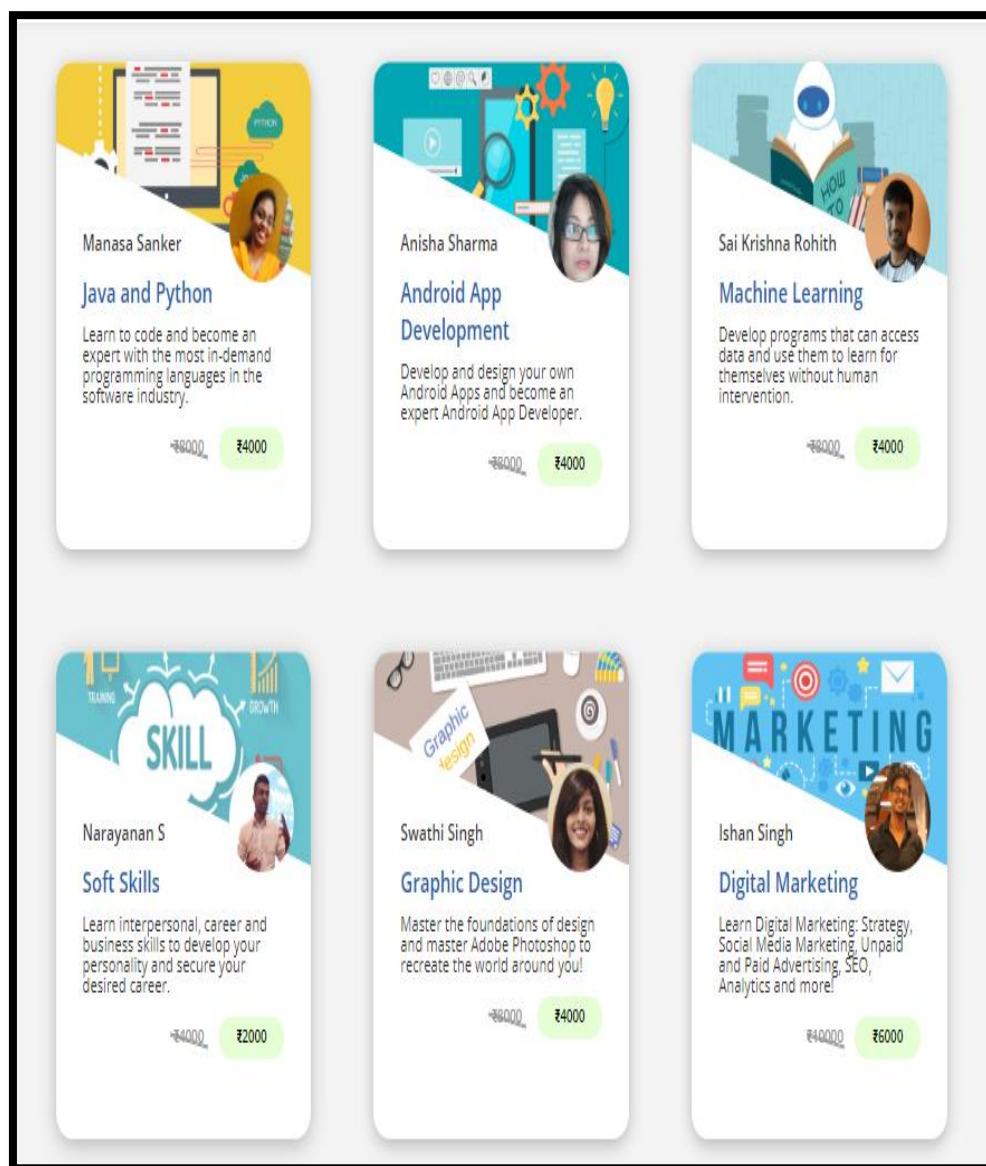 PYTHON
Manasa Sanker
Java and Python
Learn to code and become an
expert with the most in-demand
programming languages in the
software industry.
₹8000 ₹4000
Anisha Sharma
Android App
Development
Develop and design your own
Android Apps and become an
expert Android App Developer.
₹8000 ₹4000
HOW
TO
Sai Krishna Rohith
Machine Learning
Develop programs that can access
data and use them to learn for
themselves without human
intervention.
₹8000 ₹4000
TRAINING
GROWTH
SKILL
Narayanan S
Soft Skills
Learn interpersonal, career and
business skills to develop your
personality and secure your
desired career.
₹4000 ₹2000
Graphic
design
Swathi Singh
Graphic Design
Master the foundations of design
and master Adobe Photoshop to
recreate the world around you!
₹8000 ₹4000
MARKETING
Ishan Singh
Digital Marketing
Learn Digital Marketing: Strategy,
Social Media Marketing, Unpaid
and Paid Advertising, SEO,
Analytics and more!
₹10000 ₹6000